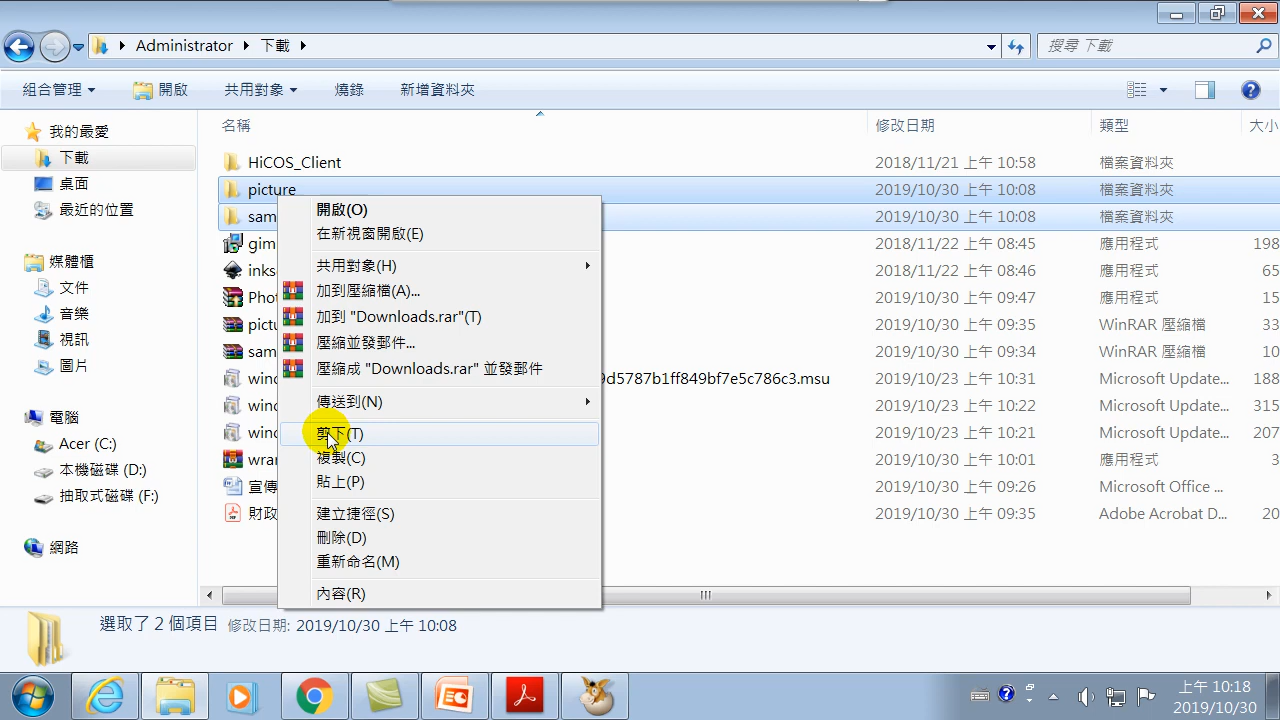 Administrator ▸ 下載 ▸
搜尋 下載
組合管理 開啟 共用對象 燒錄 新增資料夾
名稱 修改日期 類型 大小
我的最愛
下載
桌面
最近的位置
媒體櫃
文件
音樂
視訊
圖片
電腦
Acer (C:)
本機磁碟 (D:)
抽取式磁碟 (F:)
網路
HiCOS_Client 2018/11/21 上午 10:58 檔案資料夾
picture 2019/10/30 上午 10:08 檔案資料夾
sam 2019/10/30 上午 10:08 檔案資料夾
gim 2018/11/22 上午 08:45 應用程式 198
inks 2018/11/22 上午 08:46 應用程式 65
Phot 2019/10/30 上午 09:47 應用程式 15
pictu 2019/10/30 上午 09:34 WinRAR 壓縮檔 33
sam 2019/10/30 上午 09:34 WinRAR 壓縮檔 10
wind 9d5787b1ff849bf7e5c786c3.msu 2019/10/23 上午 10:31 Microsoft Update... 188
wind 2019/10/23 上午 10:22 Microsoft Update... 315
wind 2019/10/23 上午 10:21 Microsoft Update... 207
wrar 2019/10/30 上午 10:01 應用程式 3
宣傳 2019/10/30 上午 09:26 Microsoft Office ...
財政 2019/10/30 上午 09:35 Adobe Acrobat D... 20
開啟(O)
在新視窗開啟(E)
共用對象(H)
加到壓縮檔(A)...
加到 "Downloads.rar"(T)
壓縮並發郵件...
壓縮成 "Downloads.rar" 並發郵件
傳送到(N)
剪下(T)
複製(C)
貼上(P)
建立捷徑(S)
刪除(D)
重新命名(M)
內容(R)
選取了 2 個項目 修改日期: 2019/10/30 上午 10:08
上午 10:18
2019/10/30